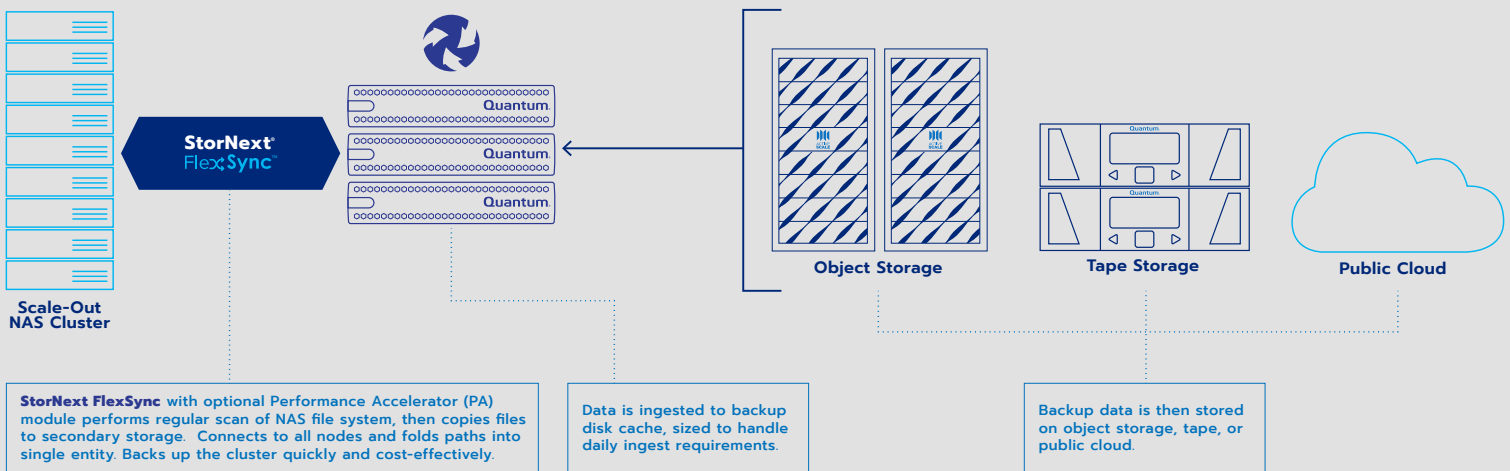 StorNext®
FlexSync™
Quantum.
Quantum.
Quantum.
ACTIVE
SCALE
ACTIVE
SCALE
Quantum.
Quantum.
Scale-Out
NAS Cluster
Object Storage
Tape Storage
Public Cloud
StorNext FlexSync with optional Performance Accelerator (PA)
module performs regular scan of NAS file system, then copies files
to secondary storage. Connects to all nodes and folds paths into
single entity. Backs up the cluster quickly and cost-effectively.
Data is ingested to backup
disk cache, sized to handle
daily ingest requirements.
Backup data is then stored
on object storage, tape, or
public cloud.